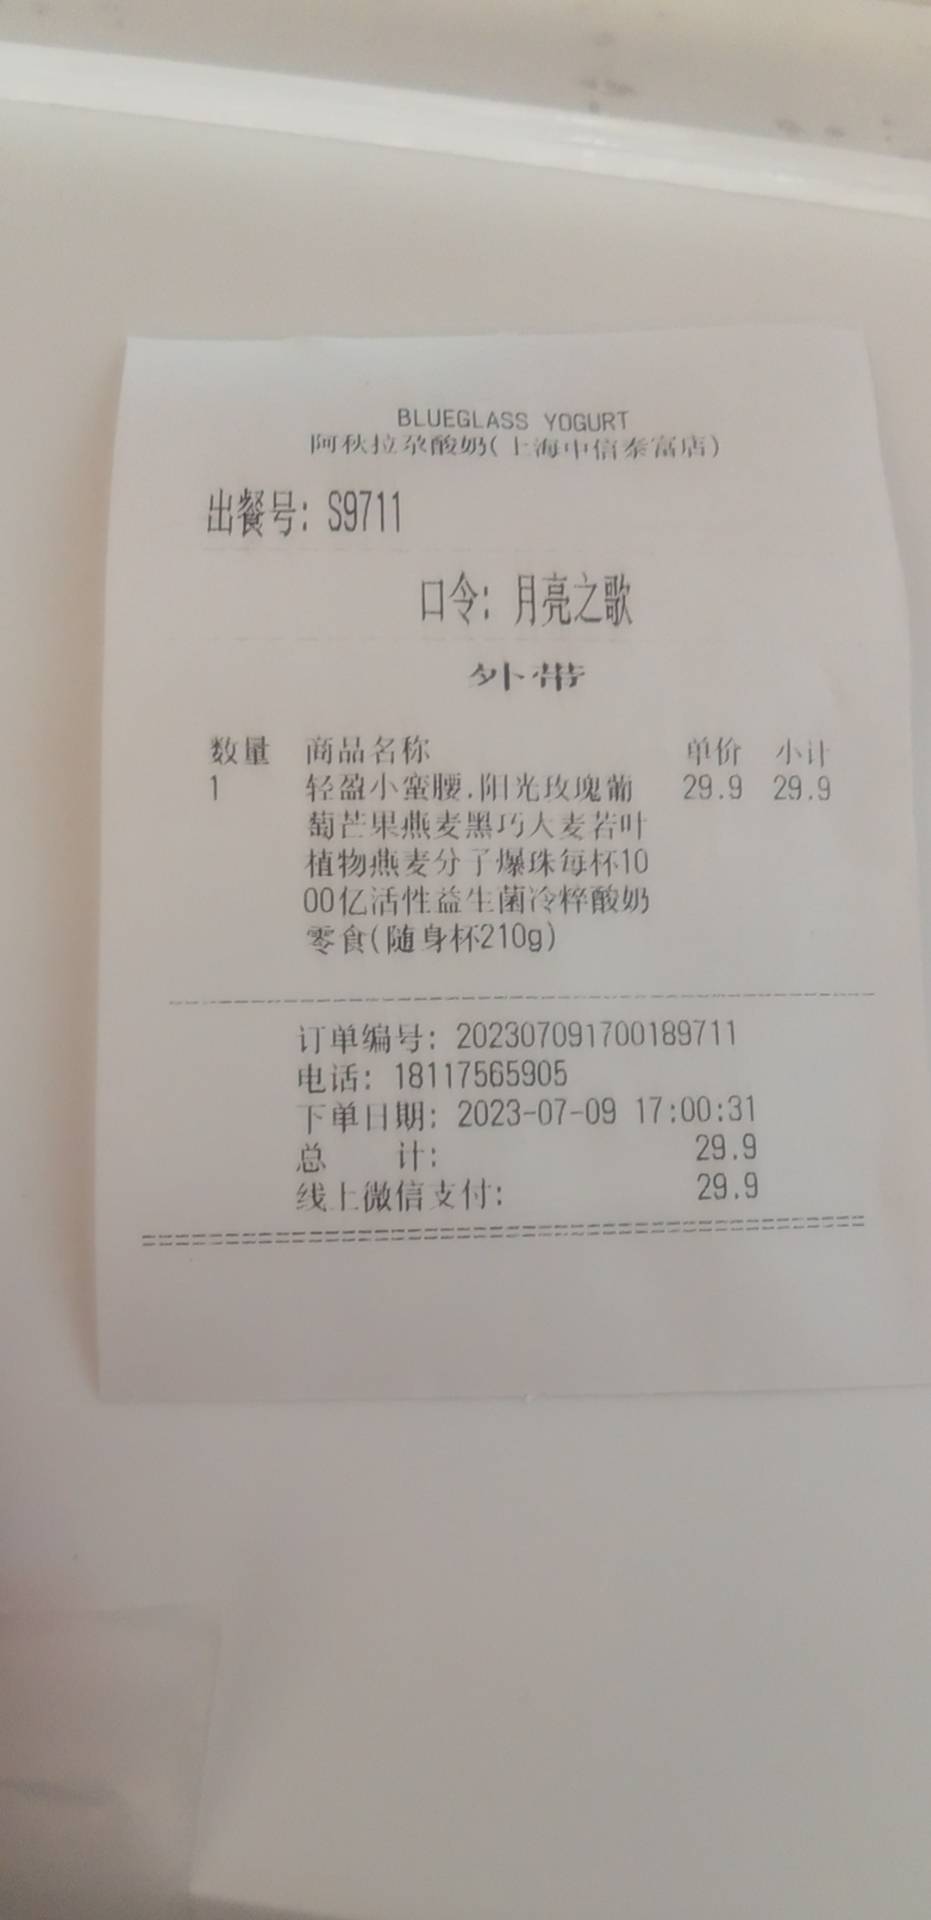 BLUEGLASS YOGURT
阿秋拉尕酸奶(上海中信泰富店)
出餐号: S9711
口令: 月亮之歌
外带
数量 商品名称 单价 小计
1 轻盈小蛮腰.阳光玫瑰葡 29.9 29.9
萄芒果燕麦黑巧大麦若叶
植物燕麦分子爆珠每杯10
00亿活性益生菌冷粹酸奶
零食(随身杯210g)
订单编号: 202307091700189711
电话: 18117565905
下单日期: 2023-07-09 17:00:31
总 计: 29.9
线上微信支付: 29.9